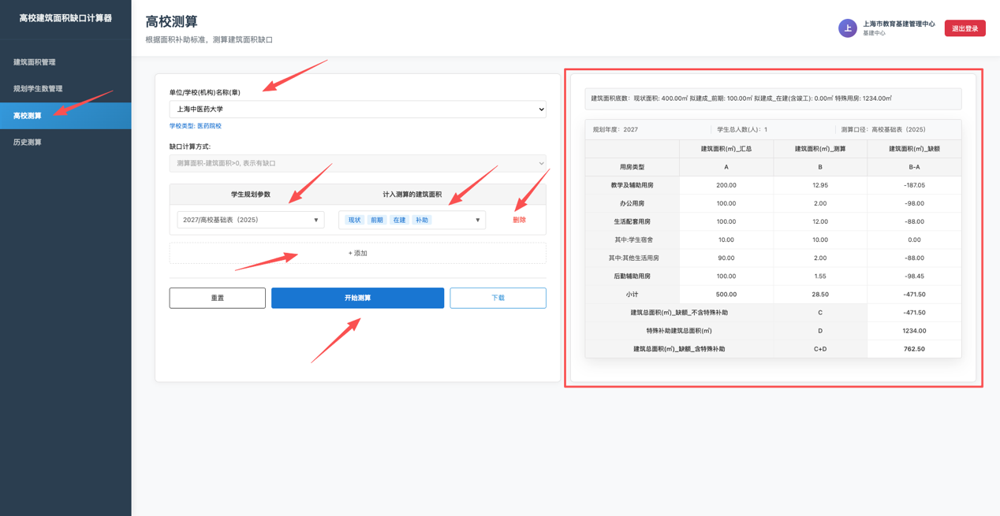 高校建筑面积缺口计算器
建筑面积管理
规划学生数管理
高校测算
历史测算
高校测算
根据面积补助标准，测算建筑面积缺口
上
上海市教育基建管理中心
基建中心
退出登录
单位/学校(机构)名称(章)
上海中医药大学
学校类型: 医药院校
缺口计算方式:
测算面积-建筑面积>0, 表示有缺口
学生规划参数 计入测算的建筑面积
2027/高校基础表（2025） ▼ 现状 前期 在建 补助 ▼ 删除
+ 添加
重置 开始测算 下载
建筑面积底数：现状面积: 400.00㎡ 拟建成_前期: 100.00㎡ 拟建成_在建(含竣工): 0.00㎡ 特殊用房: 1234.00㎡
规划年度：2027 学生总人数(人)：1 测算口径：高校基础表（2025）
建筑面积(㎡)_汇总 建筑面积(㎡)_测算 建筑面积(㎡)_缺额
用房类型 A B B-A
教学及辅助用房 200.00 12.95 -187.05
办公用房 100.00 2.00 -98.00
生活配套用房 100.00 12.00 -88.00
其中:学生宿舍 10.00 10.00 0.00
其中:其他生活用房 90.00 2.00 -88.00
后勤辅助用房 100.00 1.55 -98.45
小计 500.00 28.50 -471.50
建筑总面积(㎡)_缺额_不含特殊补助 C -471.50
特殊补助建筑总面积(㎡) D 1234.00
建筑总面积(㎡)_缺额_含特殊补助 C+D 762.50